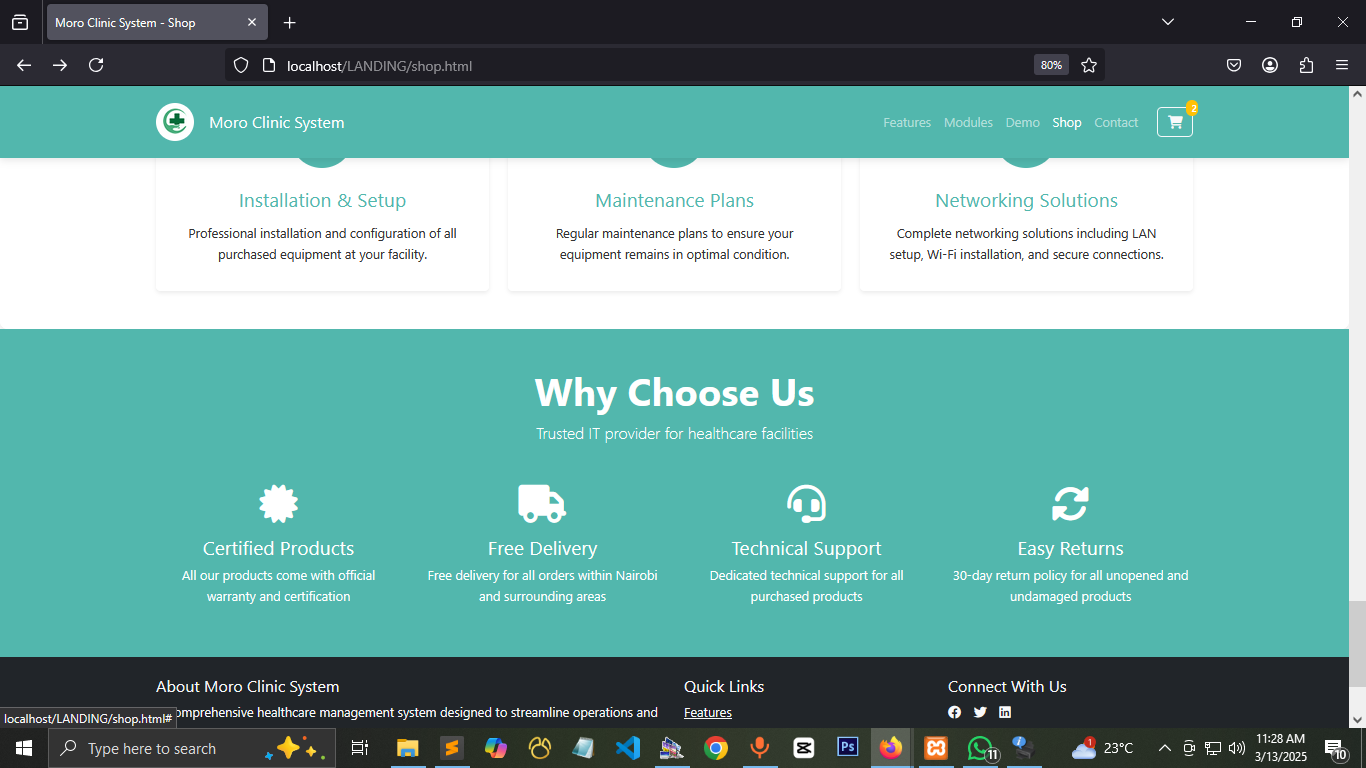 Moro Clinic System - Shop
localhost/LANDING/shop.html
80%
Moro Clinic System
Features
Modules
Demo
Shop
Contact
2
Installation & Setup
Professional installation and configuration of all
purchased equipment at your facility.
Maintenance Plans
Regular maintenance plans to ensure your
equipment remains in optimal condition.
Networking Solutions
Complete networking solutions including LAN
setup, Wi-Fi installation, and secure connections.
Why Choose Us
Trusted IT provider for healthcare facilities
Certified Products
All our products come with official
warranty and certification
Free Delivery
Free delivery for all orders within Nairobi
and surrounding areas
Technical Support
Dedicated technical support for all
purchased products
Easy Returns
30-day return policy for all unopened and
undamaged products
About Moro Clinic System
omprehensive healthcare management system designed to streamline operations and
Quick Links
Features
Connect With Us
localhost/LANDING/shop.html#
Type here to search
Ps
11
1
23°C
11:28 AM
3/13/2025
10